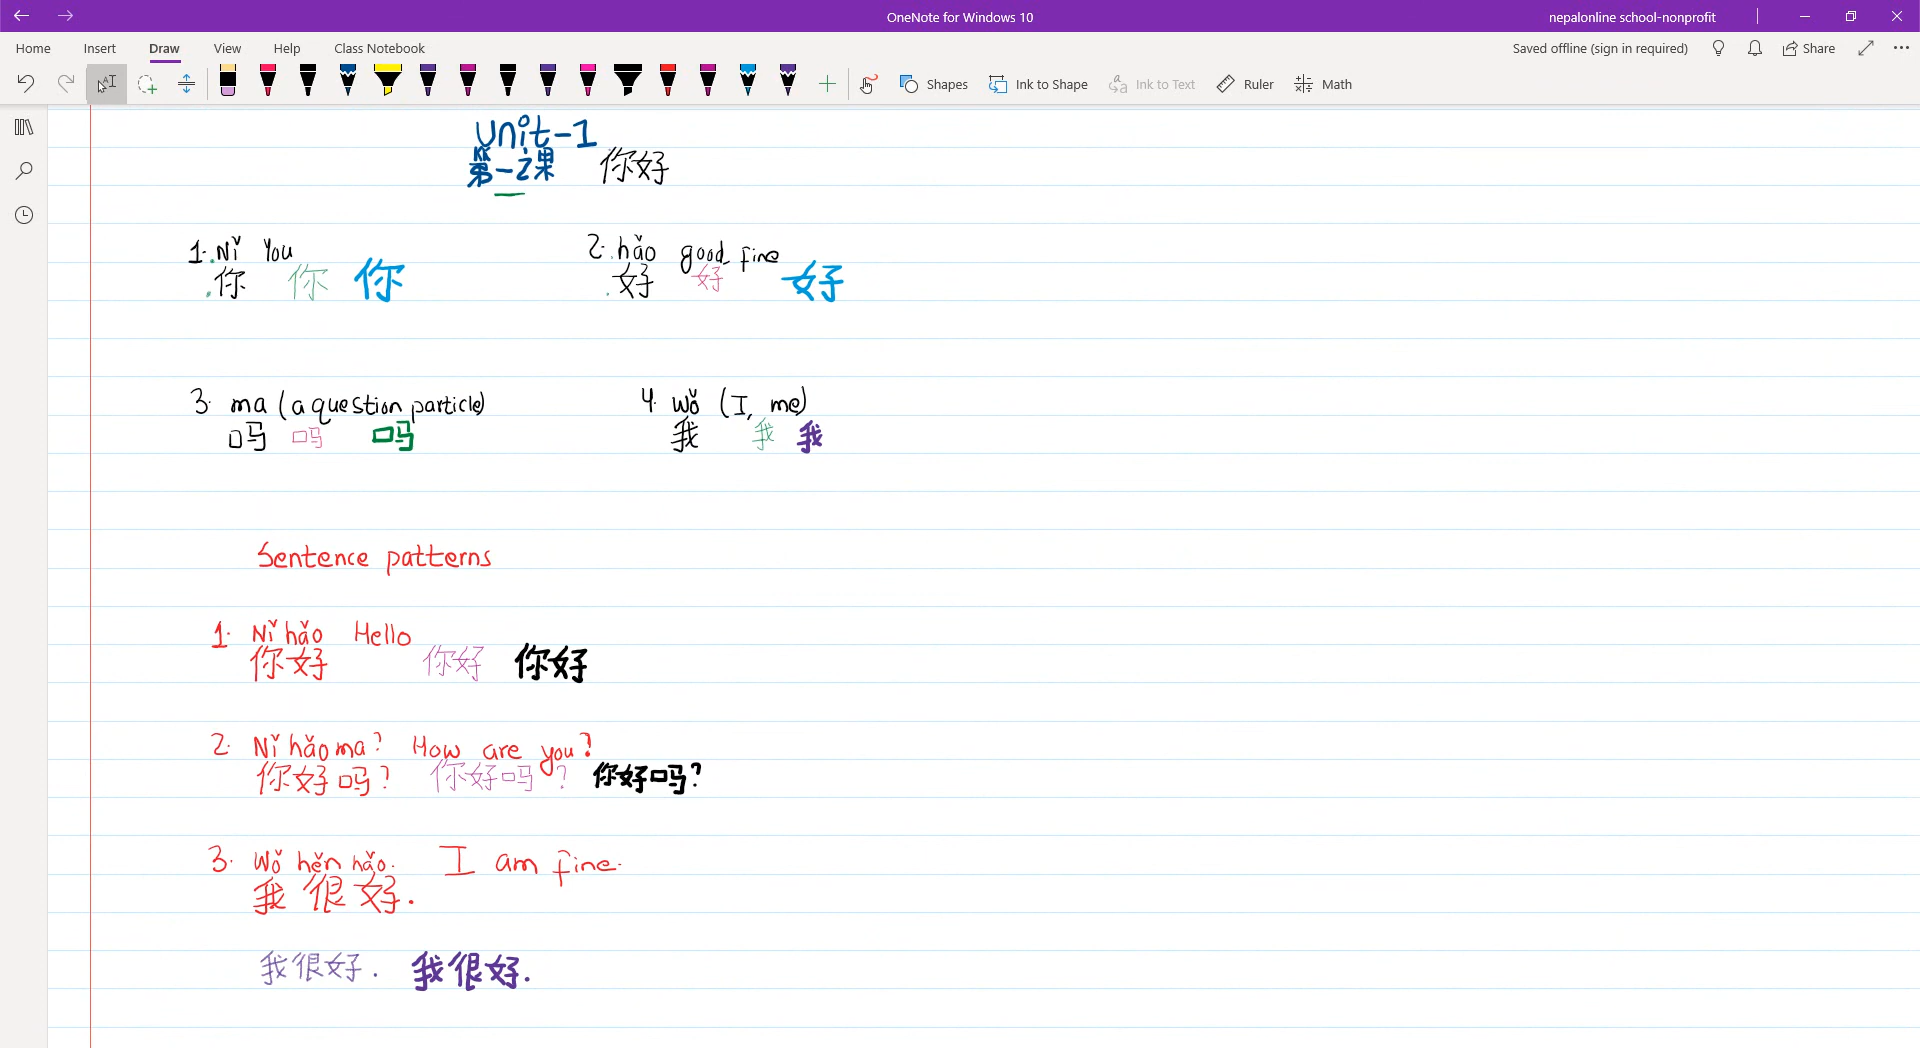 OneNote for Windows 10
nepalonline school-nonprofit
Home Insert Draw View Help Class Notebook
Saved offline (sign in required) Share
Shapes Ink to Shape Ink to Text Ruler Math
Unit-1
第一课 你好
1. Nǐ You
你 你 你
2. hǎo good fine
好 好 好
3. ma (a question particle)
吗 吗 吗
4. wǒ (I, me)
我 我 我
Sentence patterns
1. Nǐ hǎo Hello
你好 你好 你好
2. Nǐ hǎo ma? How are you?
你好吗? 你好吗? 你好吗?
3. Wǒ hěn hǎo. I am fine.
我很好.
我很好. 我很好.